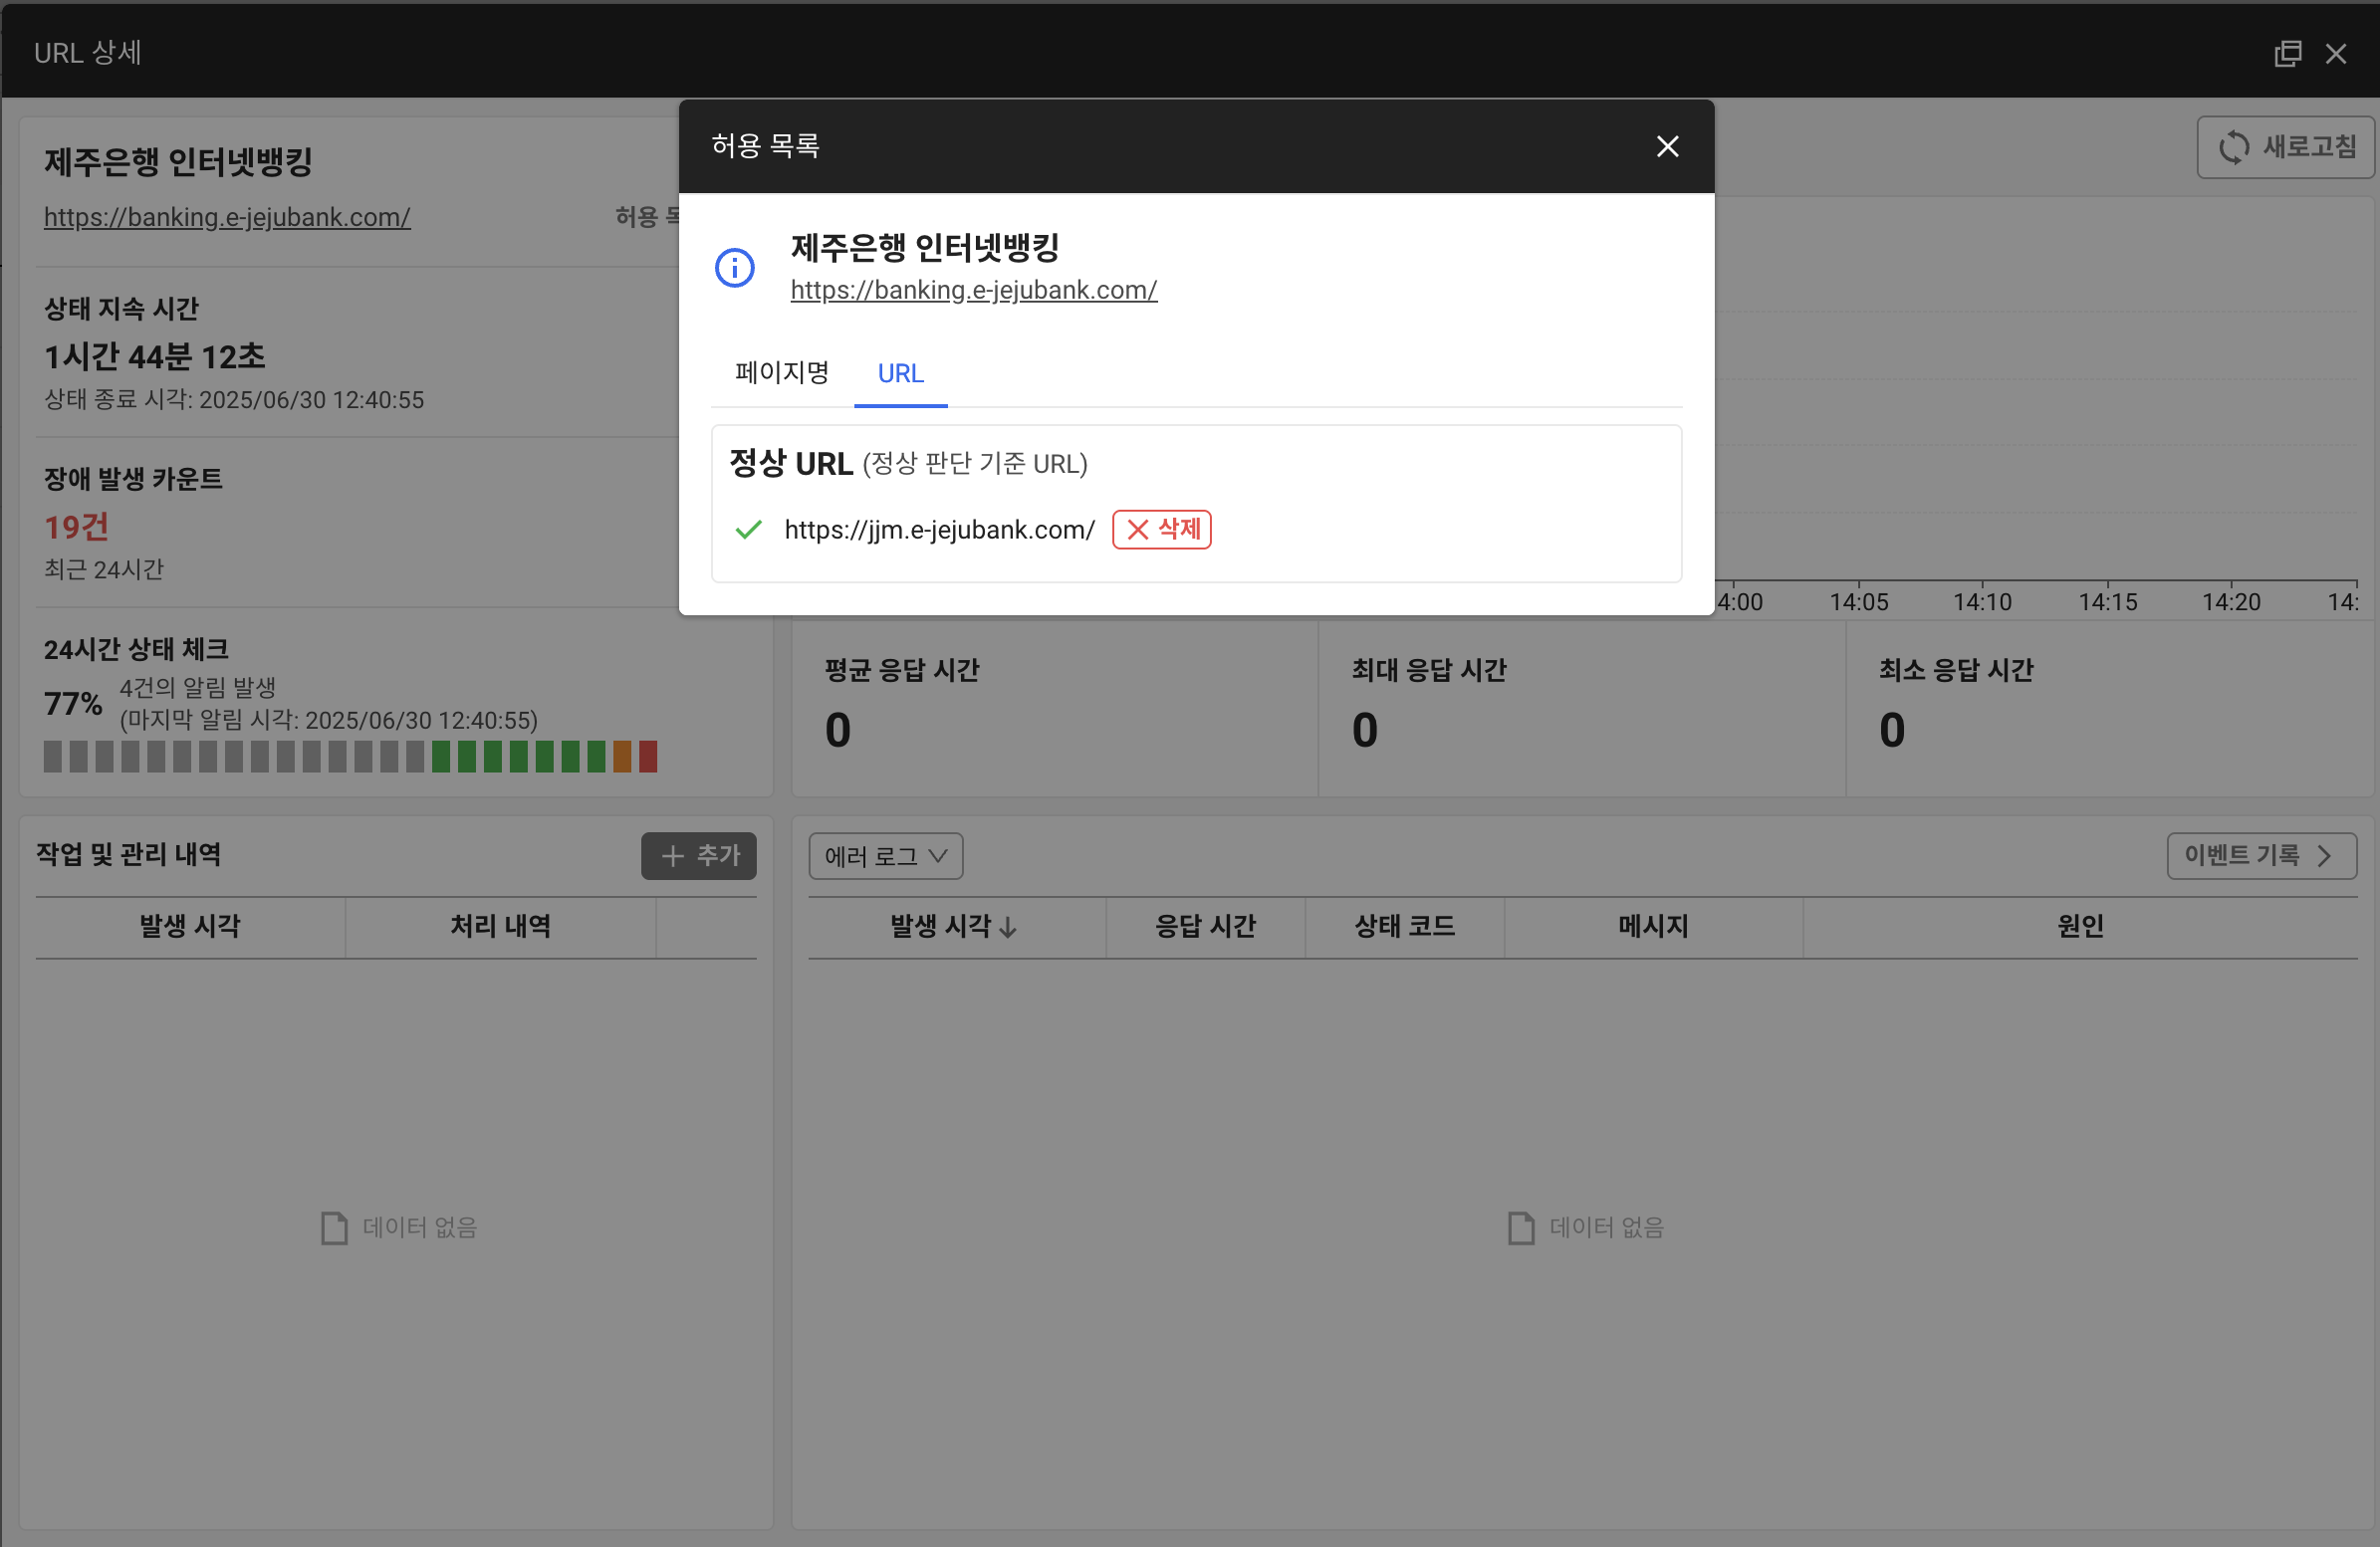 URL 상세
제주은행 인터넷뱅킹
https://banking.e-jejubank.com/
허용
상태 지속 시간
1시간 44분 12초
상태 종료 시각: 2025/06/30 12:40:55
장애 발생 카운트
19건
최근 24시간
24시간 상태 체크
77%
4건의 알림 발생
(마지막 알림 시각: 2025/06/30 12:40:55)
허용 목록
제주은행 인터넷뱅킹
https://banking.e-jejubank.com/
페이지명 URL
정상 URL (정상 판단 기준 URL)
https://jjm.e-jejubank.com/ 삭제
새로고침
4:00 14:05 14:10 14:15 14:20 14:
평균 응답 시간
0
최대 응답 시간
0
최소 응답 시간
0
작업 및 관리 내역
추가
발생 시각 처리 내역
데이터 없음
에러 로그
이벤트 기록
발생 시각 응답 시간 상태 코드 메시지 원인
데이터 없음